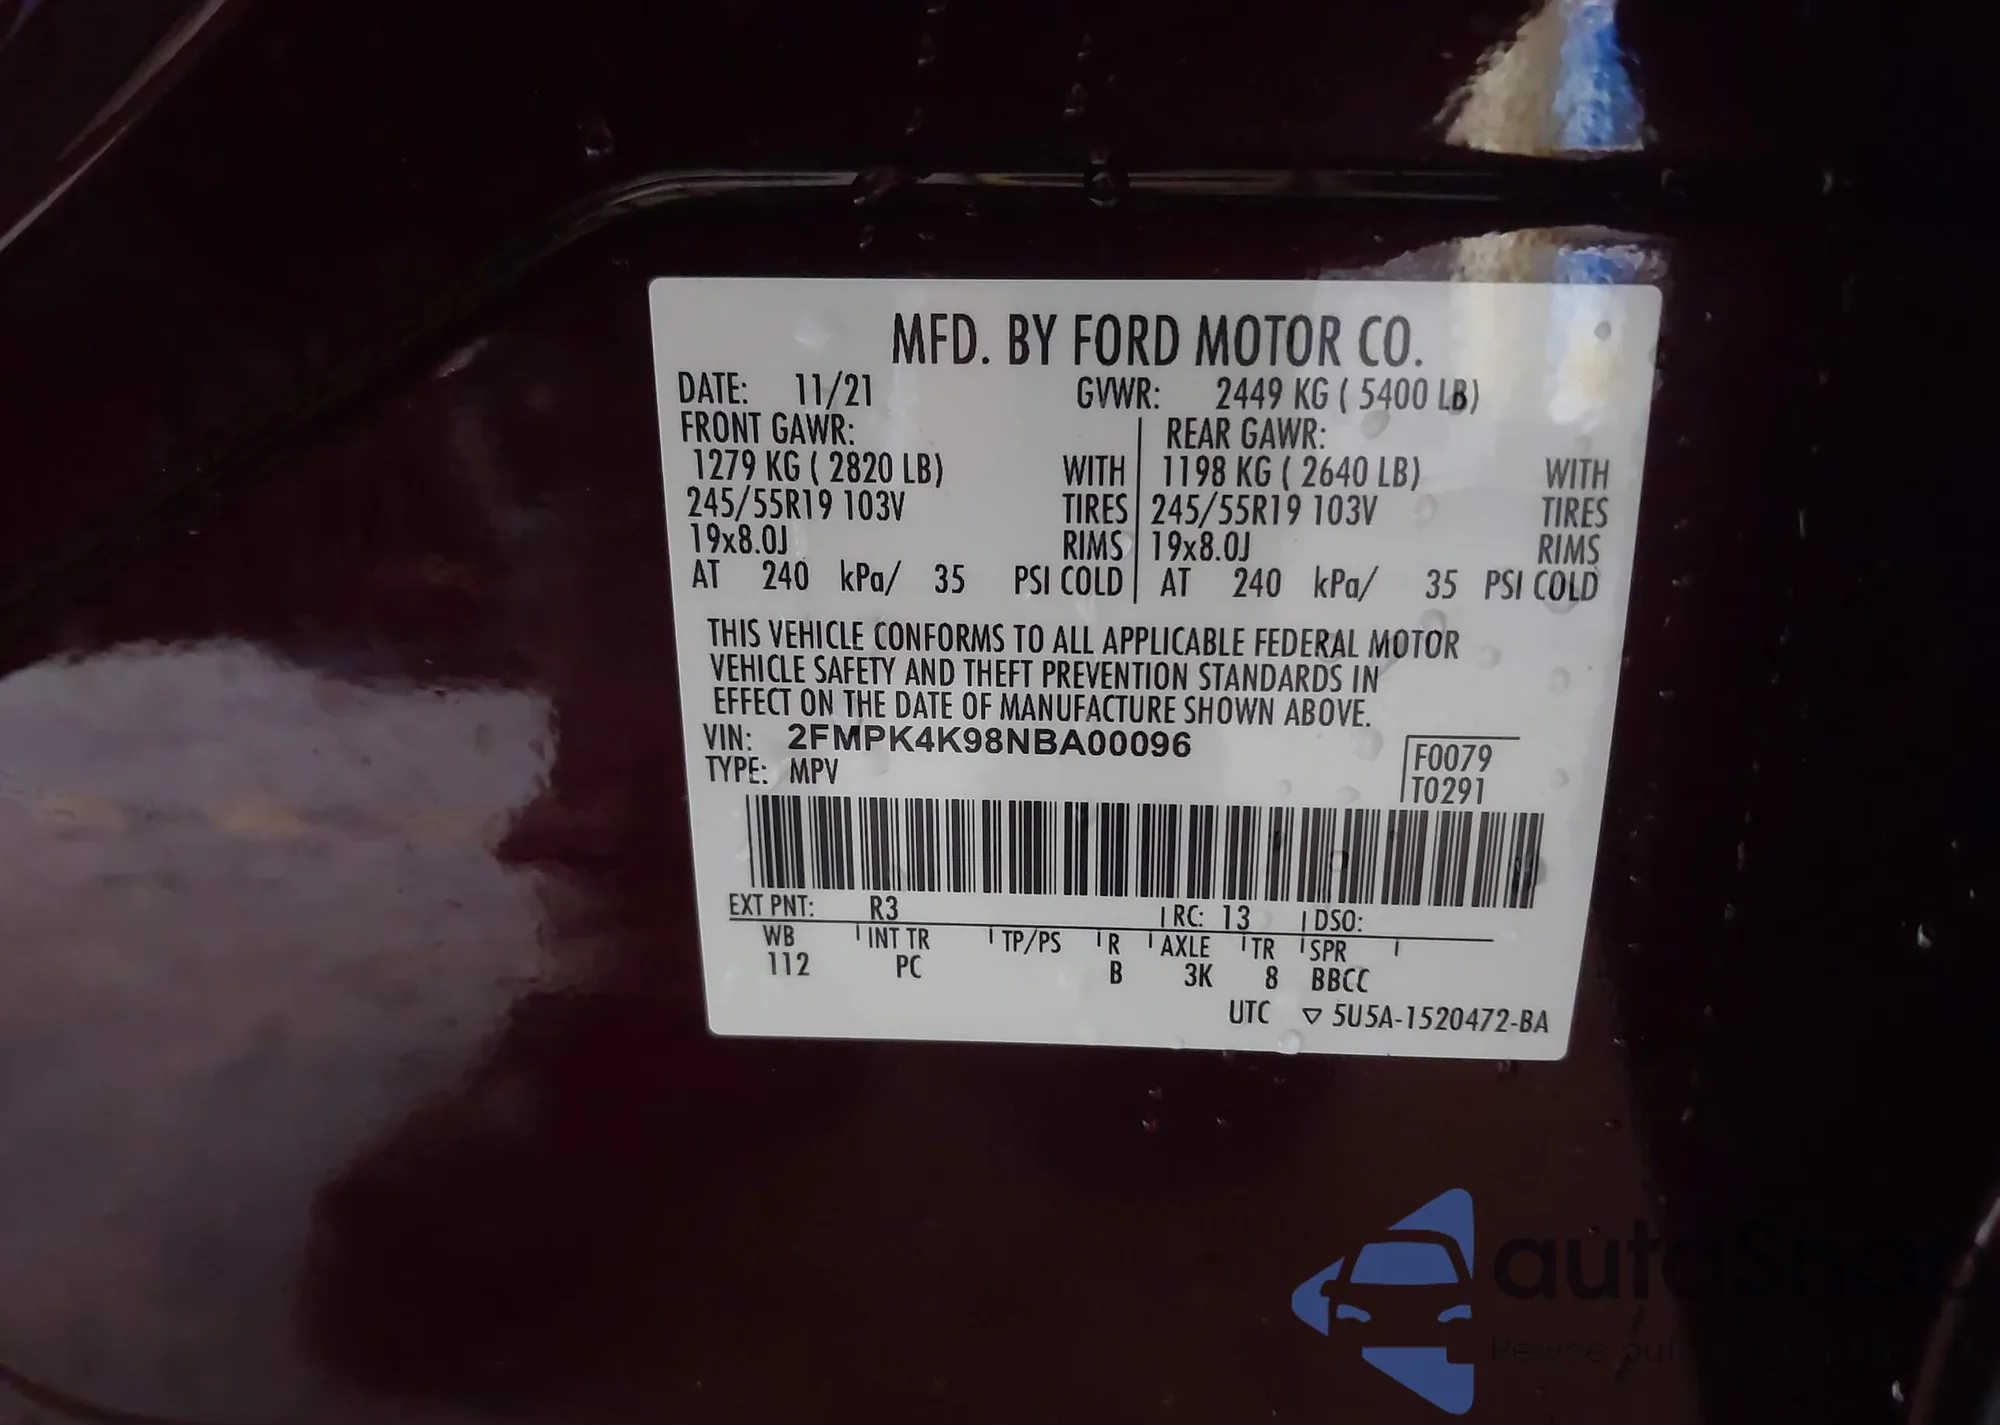 MFD. BY FORD MOTOR CO.
DATE: 11/21 GVWR: 2449 KG ( 5400 LB)
FRONT GAWR: REAR GAWR:
1279 KG ( 2820 LB) WITH 1198 KG ( 2640 LB) WITH
245/55R19 103V TIRES 245/55R19 103V TIRES
19x8.0J RIMS 19x8.0J RIMS
AT 240 kPa/ 35 PSI COLD AT 240 kPa/ 35 PSI COLD
THIS VEHICLE CONFORMS TO ALL APPLICABLE FEDERAL MOTOR
VEHICLE SAFETY AND THEFT PREVENTION STANDARDS IN
EFFECT ON THE DATE OF MANUFACTURE SHOWN ABOVE.
VIN: 2FMPK4K98NBA00096 F0079
TYPE: MPV T0291
EXT PNT: R3 RC: 13 DSO:
WB INT TR TP/PS R AXLE TR SPR
112 PC B 3K 8 BBCC
UTC ▽ 5U5A-1520472-BA